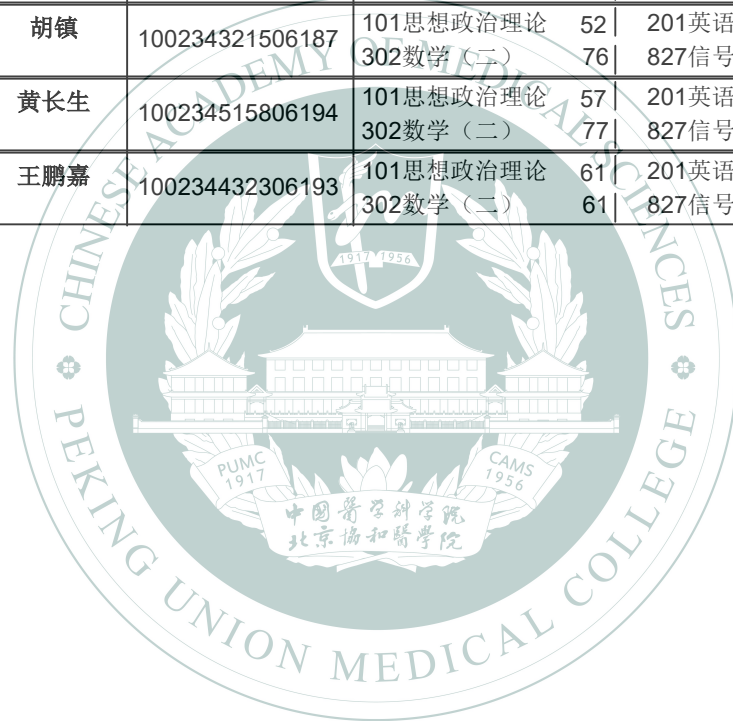 胡镇 100234321506187 101思想政治理论 52 201英语
302数学（二） 76 827信号
黄长生 100234515806194 101思想政治理论 57 201英语
302数学（二） 77 827信号
王鹏嘉 100234432306193 101思想政治理论 61 201英语
302数学（二） 61 827信号
CHINESE ACADEMY OF MEDICAL SCIENCES
1917 1956
PUMC
1917
CAMS
1956
中国医学科学院
北京协和醫学院
PEKING UNION MEDICAL COLLEGE